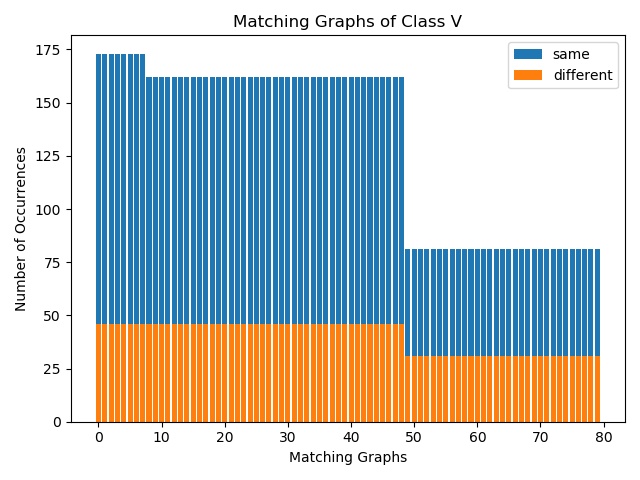 Matching Graphs of Class V
same
different
Number of Occurrences
175
150
125
100
75
50
25
0
0 10 20 30 40 50 60 70 80
Matching Graphs